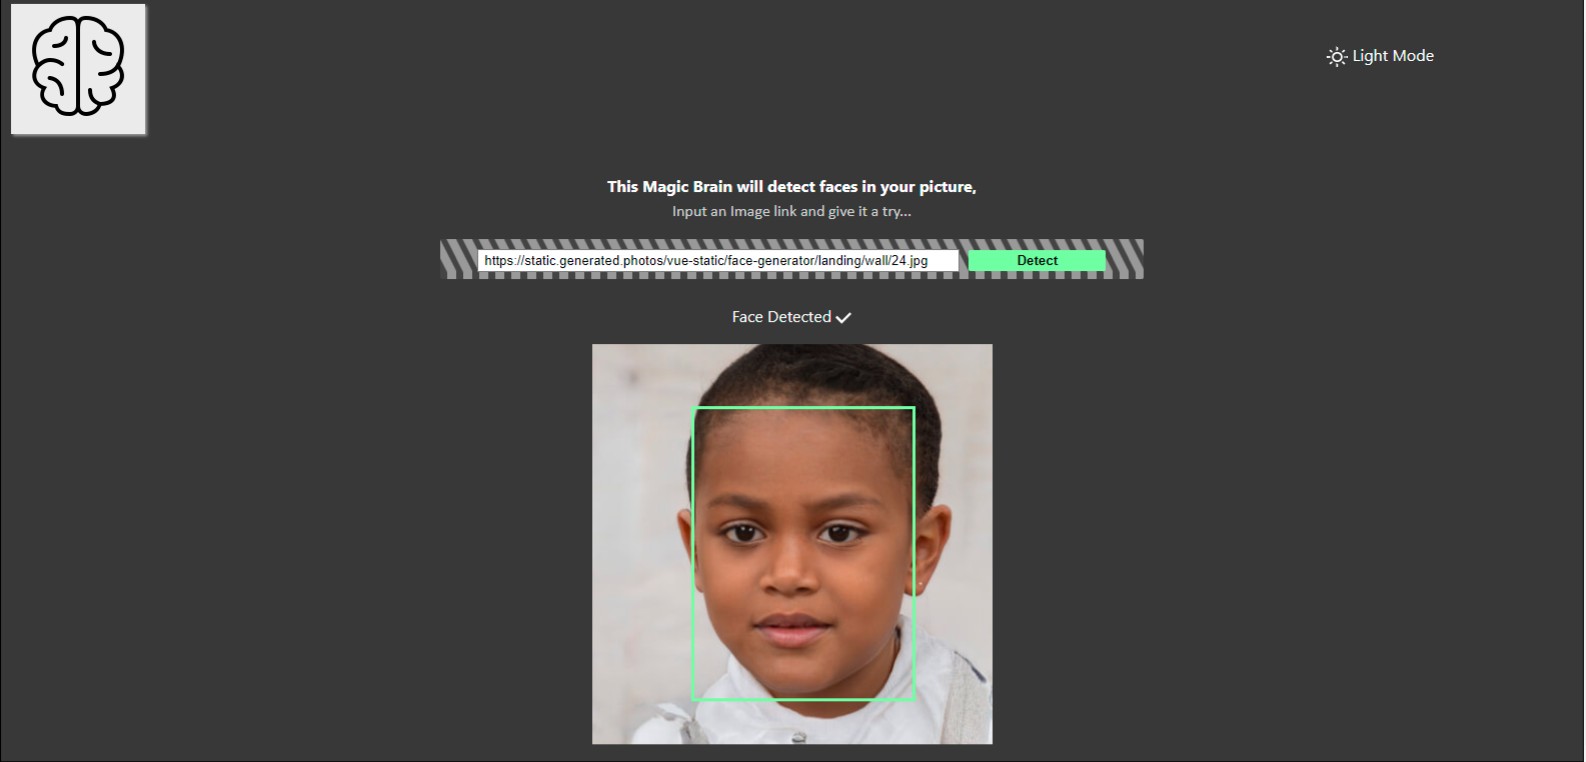 Light Mode
This Magic Brain will detect faces in your picture,
Input an Image link and give it a try...
https://static.generated.photos/vue-static/face-generator/landing/wall/24.jpg
Detect
Face Detected